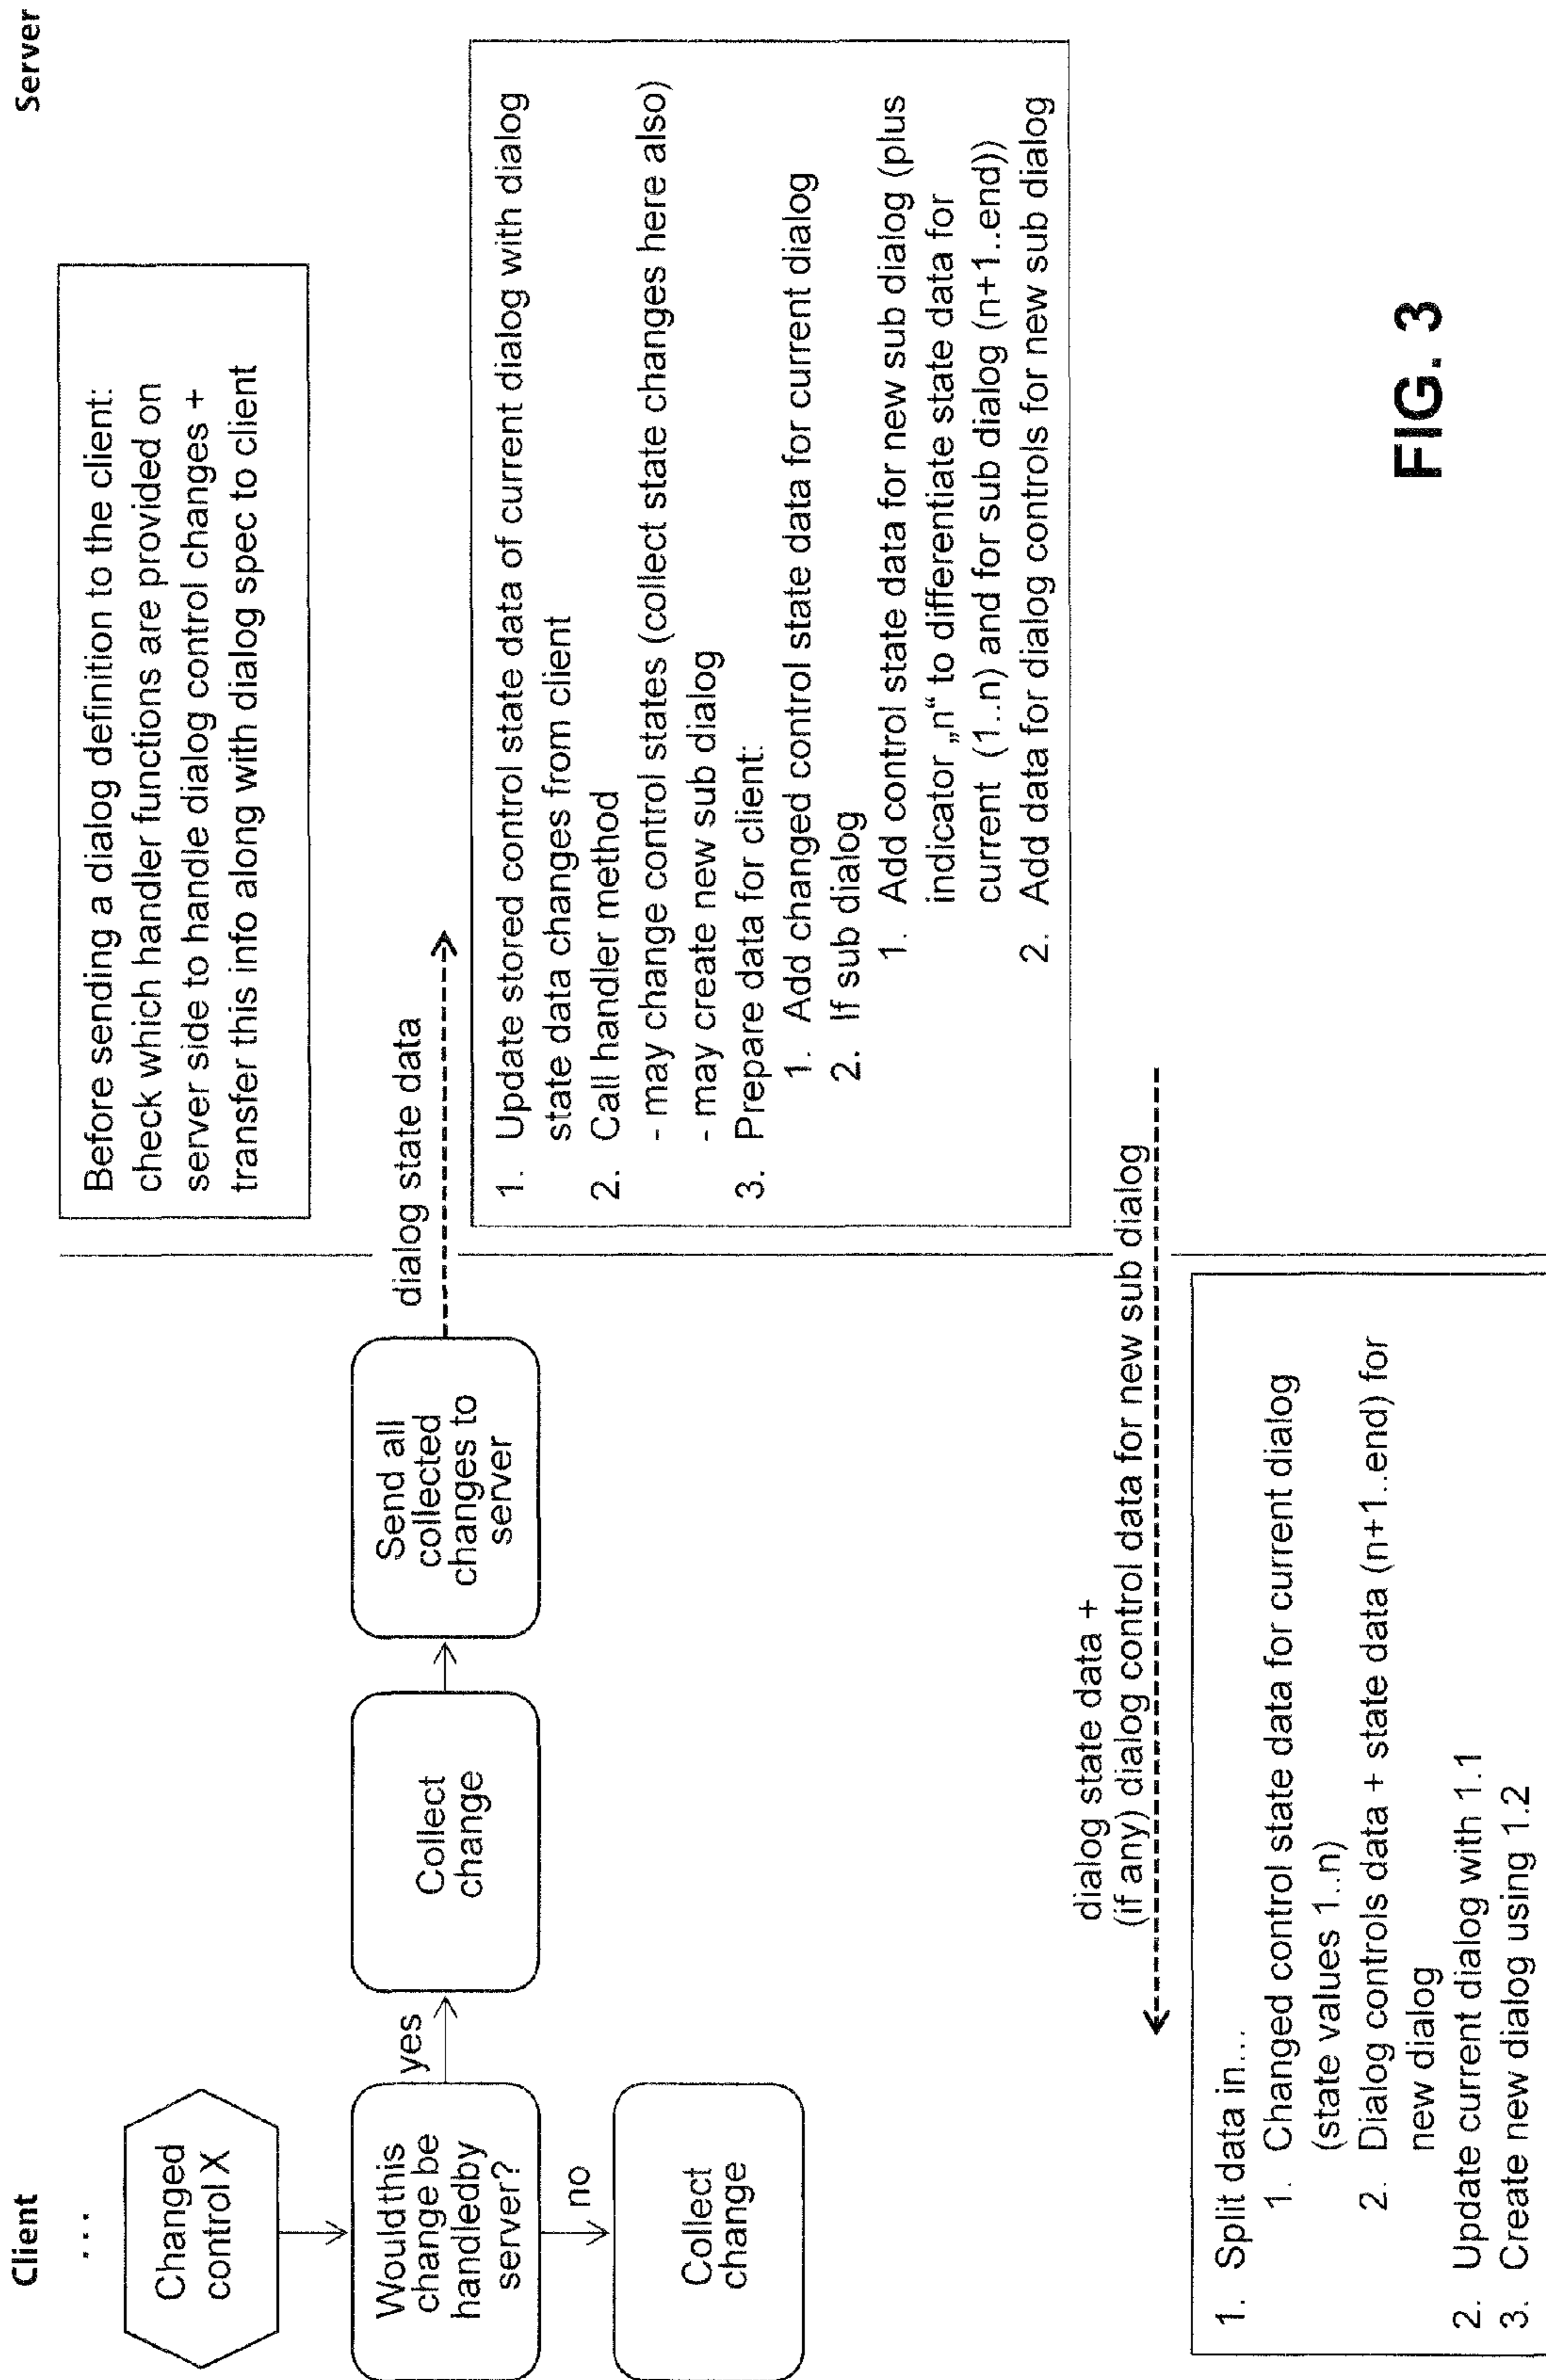 Client
Server
...
Changed
control X
Would this
change be
handledby
server?
yes
no
Collect
change
Collect
change
Send all
collected
changes to
server
dialog state data
Before sending a dialog definition to the client:
check which handler functions are provided on
server side to handle dialog control changes +
transfer this info along with dialog spec to client
1. Update stored control state data of current dialog with dialog
state data changes from client
2. Call handler method
- may change control states (collect state changes here also)
- may create new sub dialog
3. Prepare data for client:
1. Add changed control state data for current dialog
2. If sub dialog
1. Add control state data for new sub dialog (plus
indicator „n“ to differentiate state data for
current (1..n) and for sub dialog (n+1..end))
2. Add data for dialog controls for new sub dialog
dialog state data +
(if any) dialog control data for new sub dialog
1. Split data in...
1. Changed control state data for current dialog
(state values 1..n)
2. Dialog controls data + state data (n+1..end) for
new dialog
2. Update current dialog with 1.1
3. Create new dialog using 1.2
FIG. 3